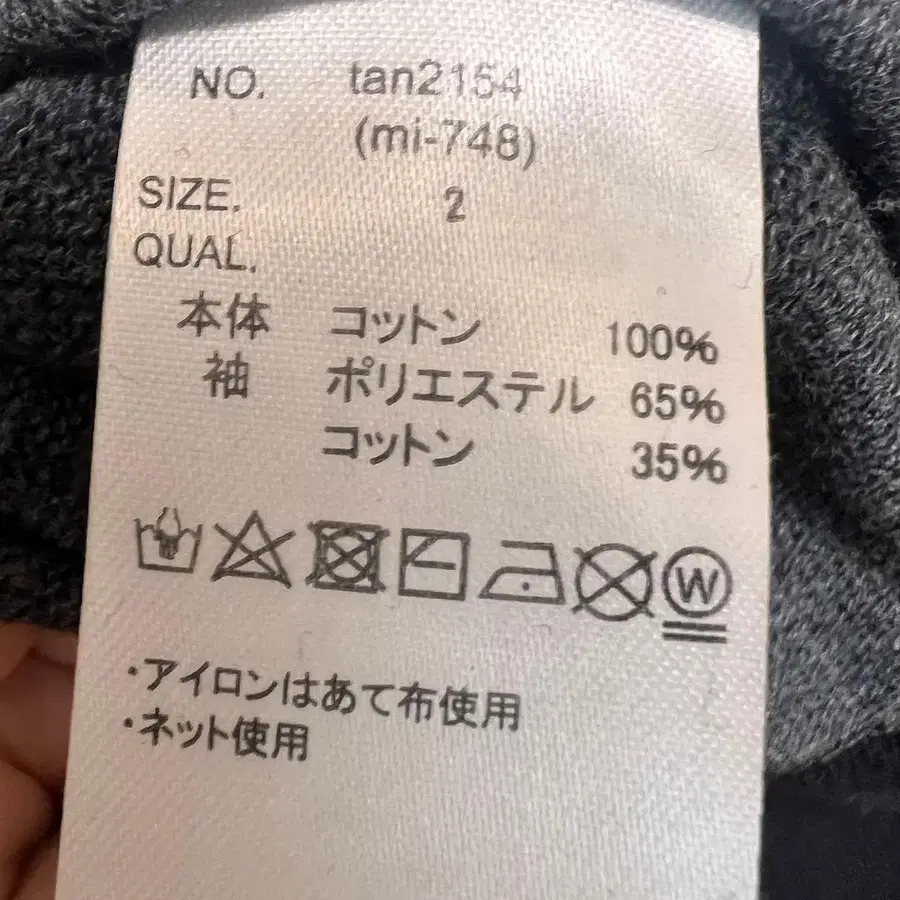 NO. tan2154
(mi-748)
SIZE. 2
QUAL.
本体 コットン 100%
袖 ポリエステル 65%
コットン 35%
W
・アイロンはあて布使用
・ネット使用